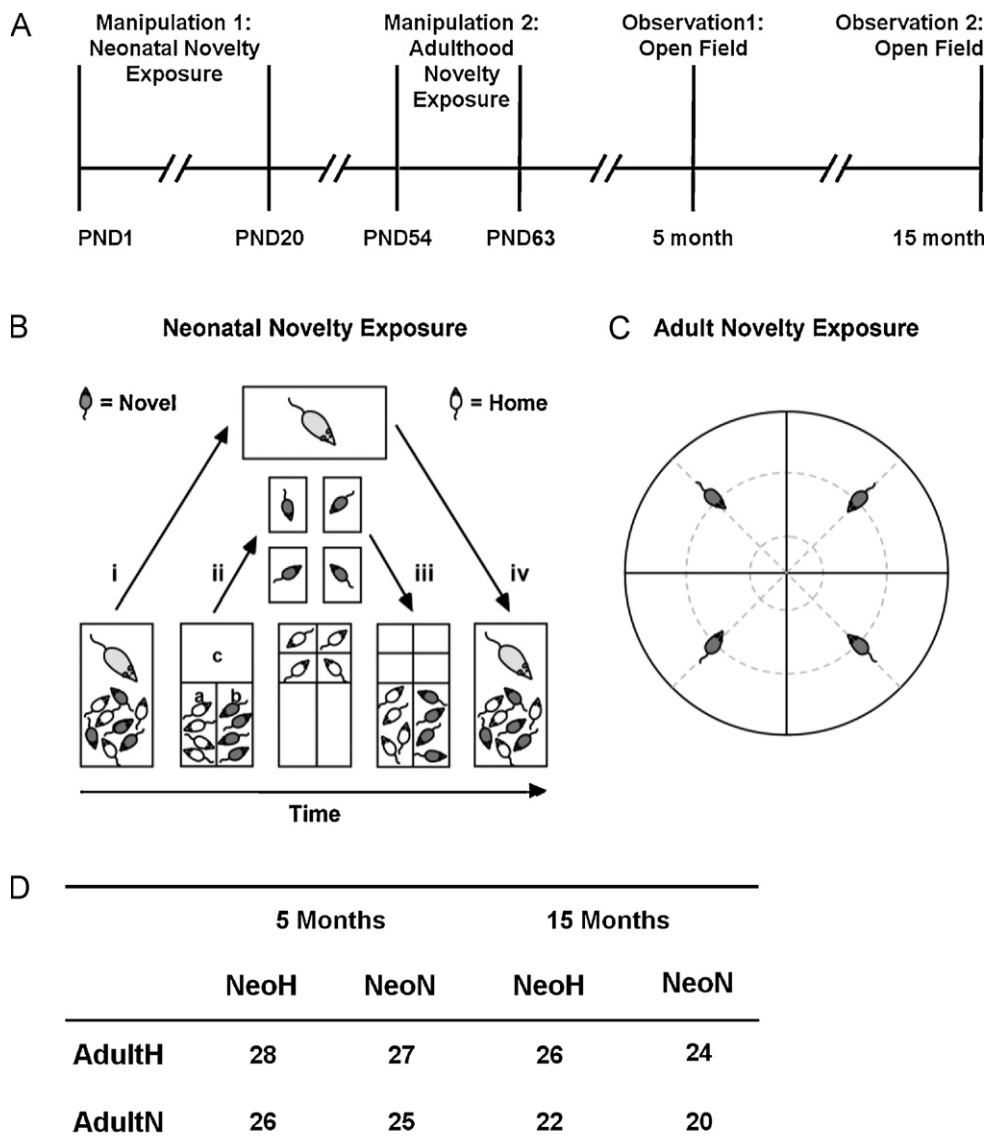 A
Manipulation 1:
Neonatal Novelty
Exposure
Manipulation 2:
Adulthood
Novelty
Exposure
Observation1:
Open Field
Observation 2:
Open Field
PND1 PND20 PND54 PND63 5 month 15 month
B Neonatal Novelty Exposure
= Novel = Home
i ii iii iv
c
a b
Time
C Adult Novelty Exposure
D
5 Months 15 Months
NeoH NeoN NeoH NeoN
AdultH 28 27 26 24
AdultN 26 25 22 20